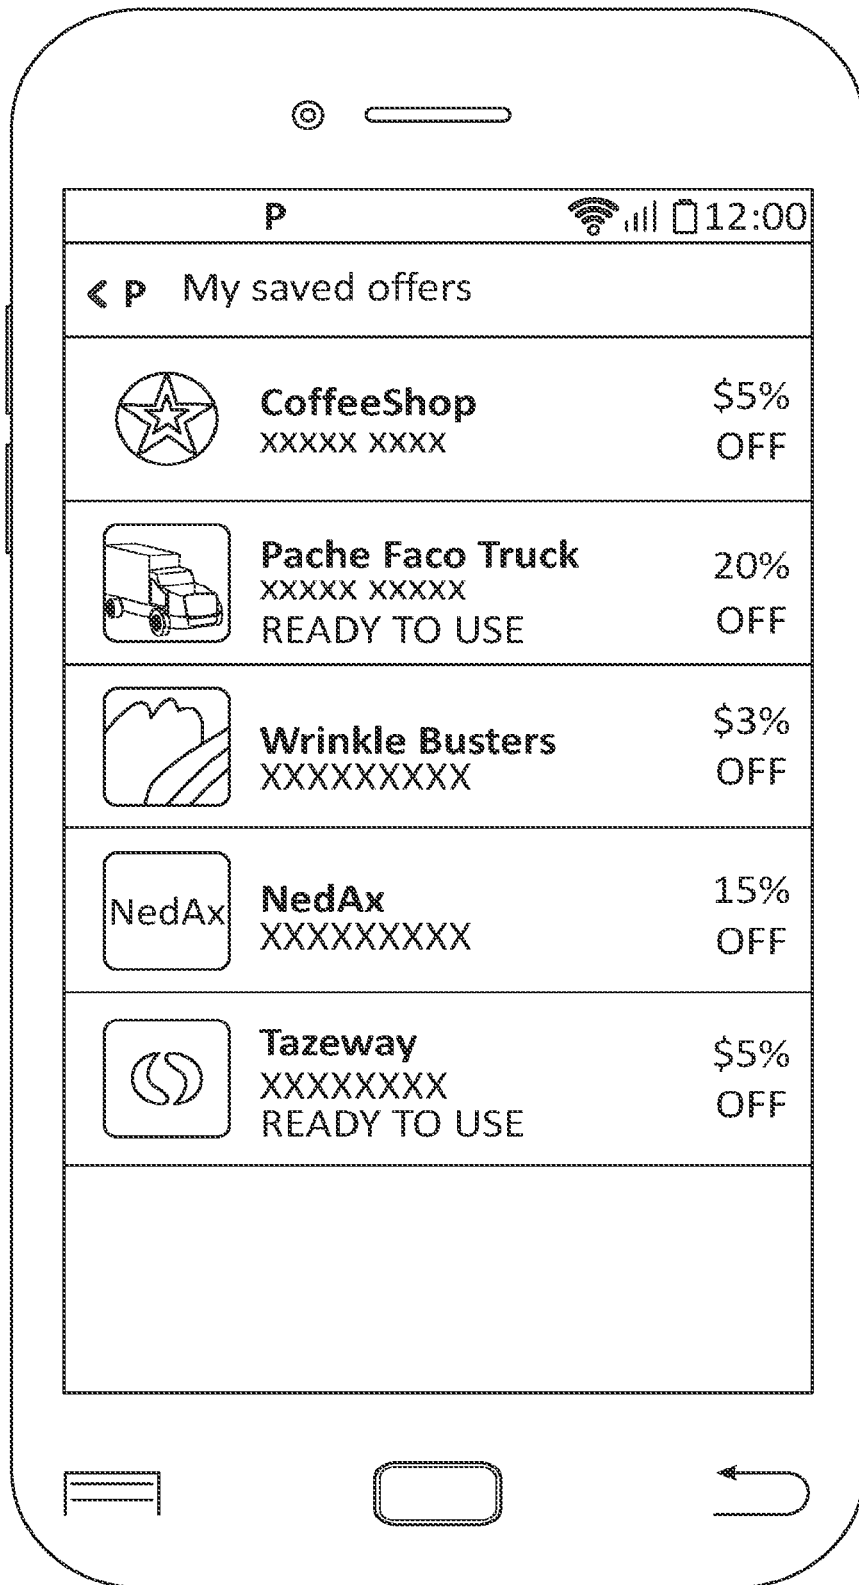 P 12:00
< P My saved offers
CoffeeShop
xxxxx xxxx
$5%
OFF
Pache Faco Truck
xxxxx xxxxx
READY TO USE
20%
OFF
Wrinkle Busters
XXXXXXXXX
$3%
OFF
NedAx
NedAx
XXXXXXXXX
15%
OFF
Tazeway
XXXXXXXX
READY TO USE
$5%
OFF